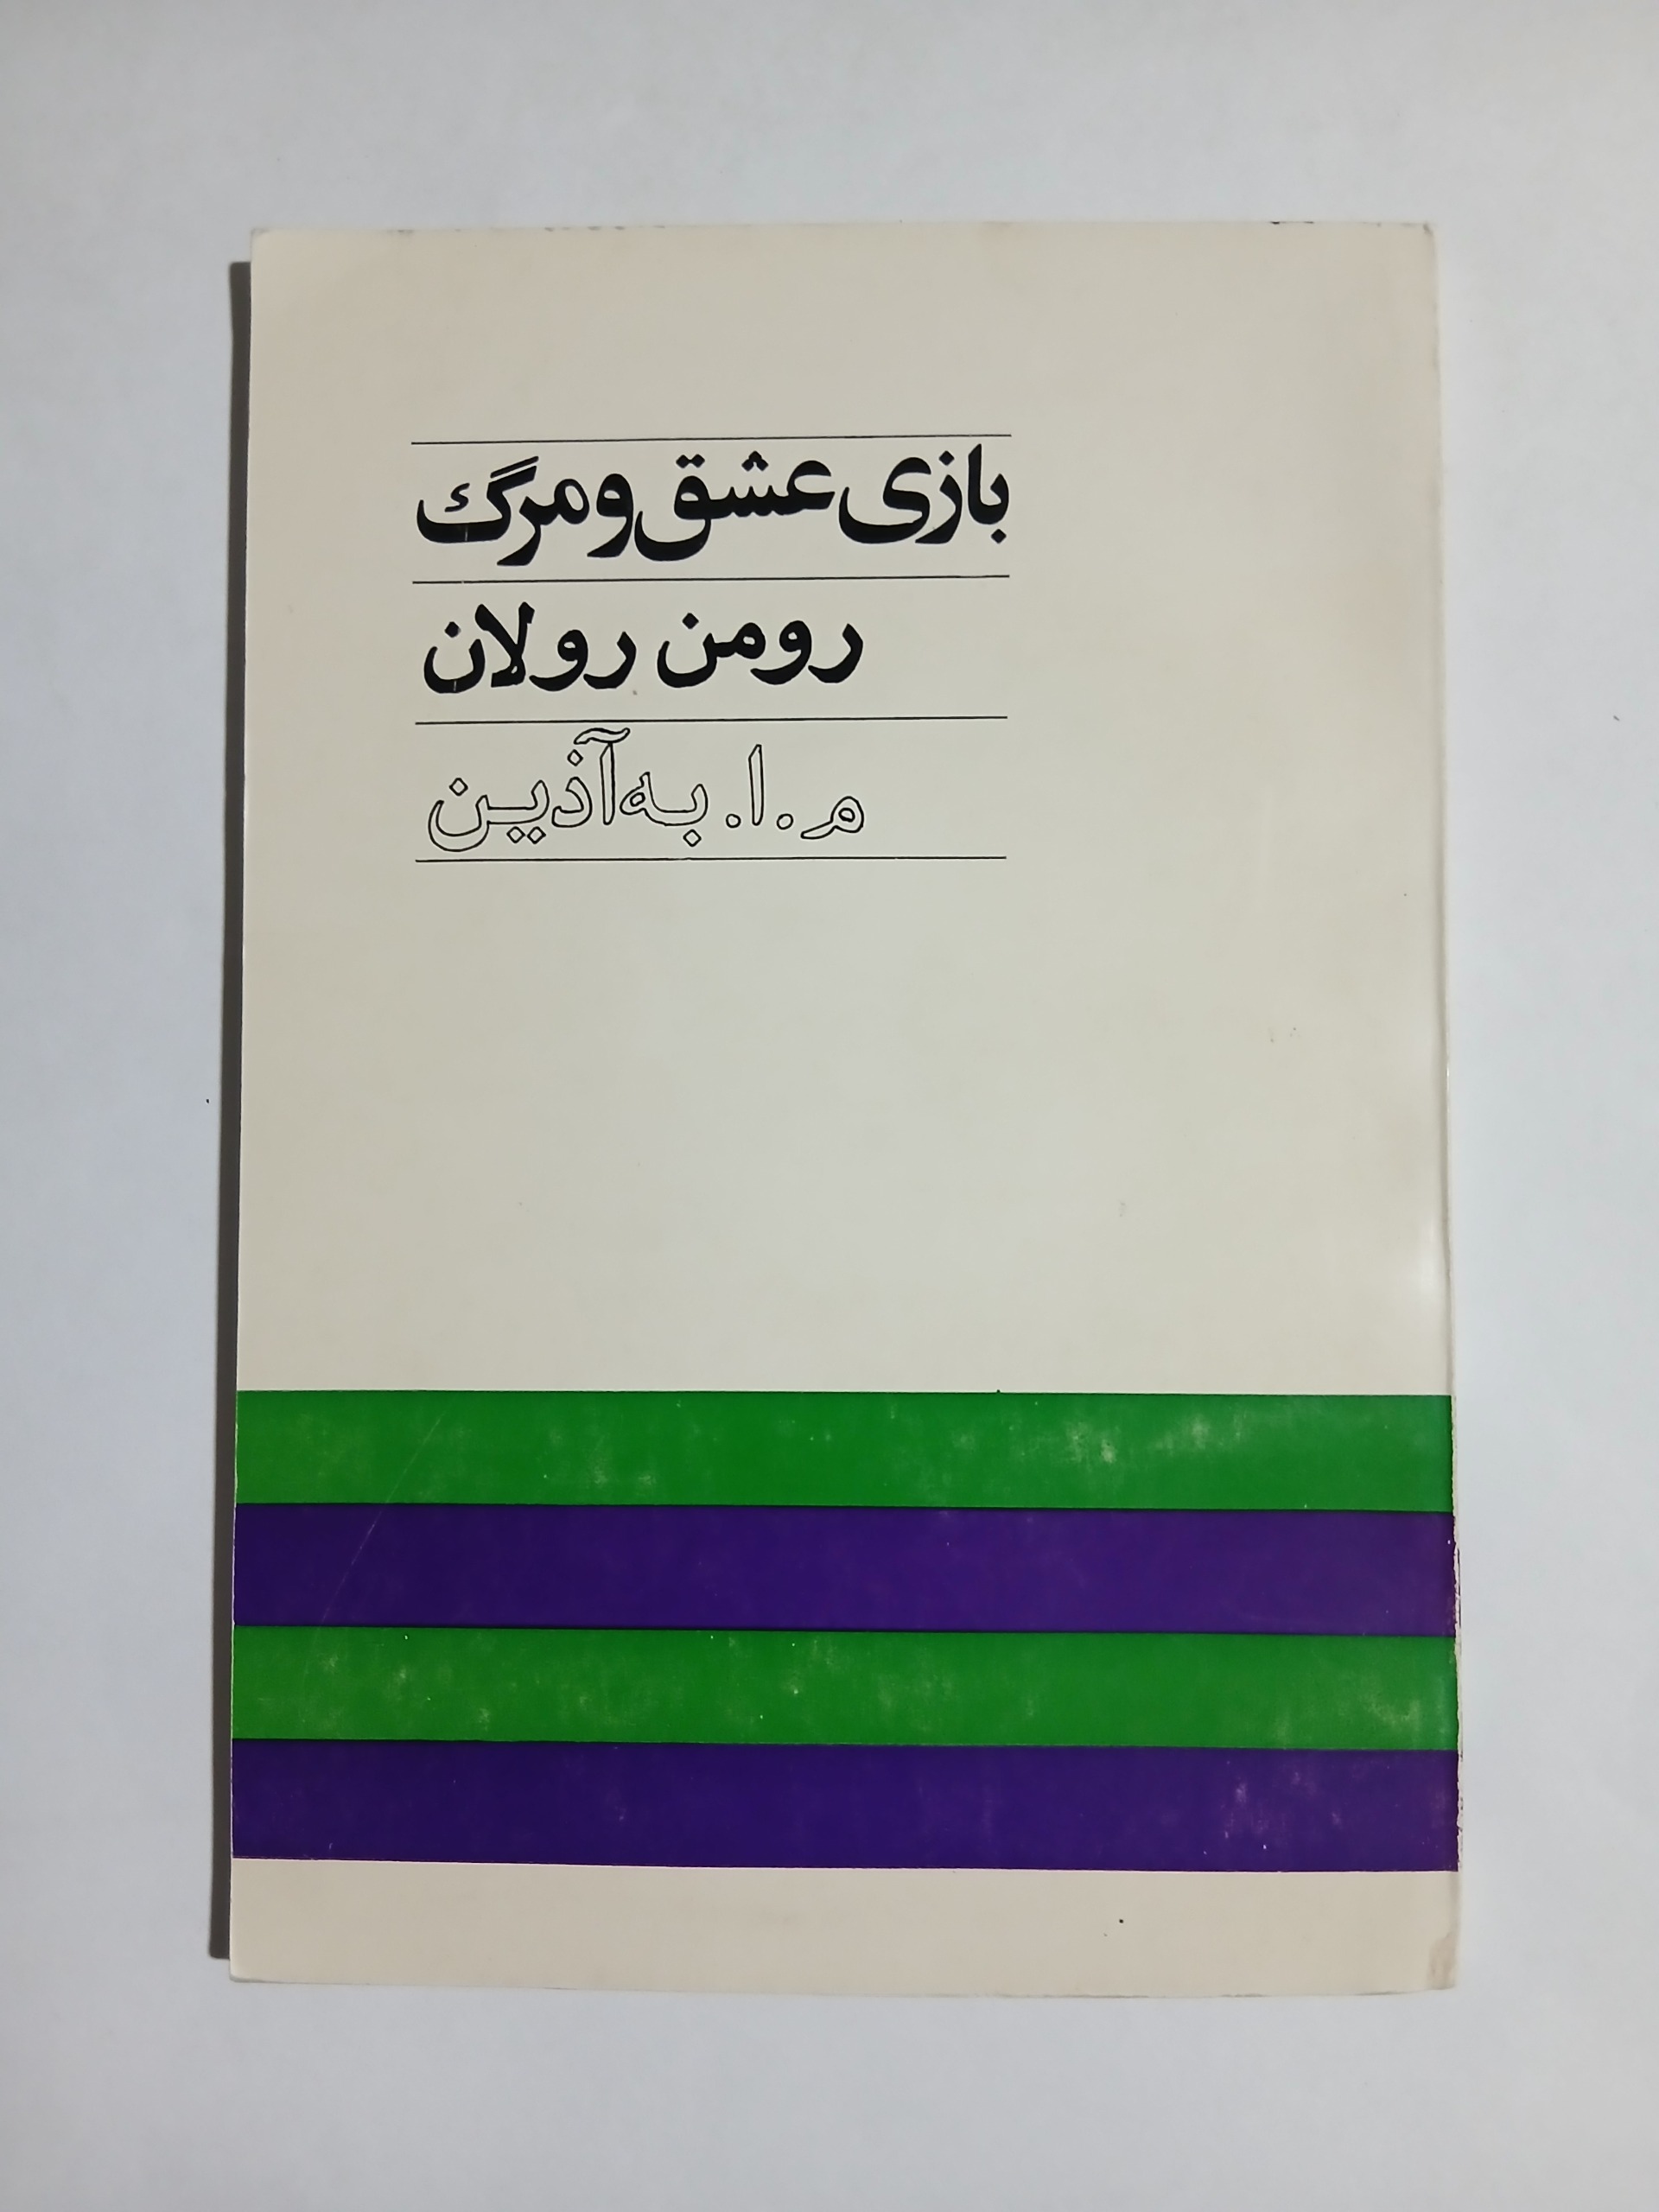 بازی عشق و مرگ
رومن رولان
م. ا. به‌آذین